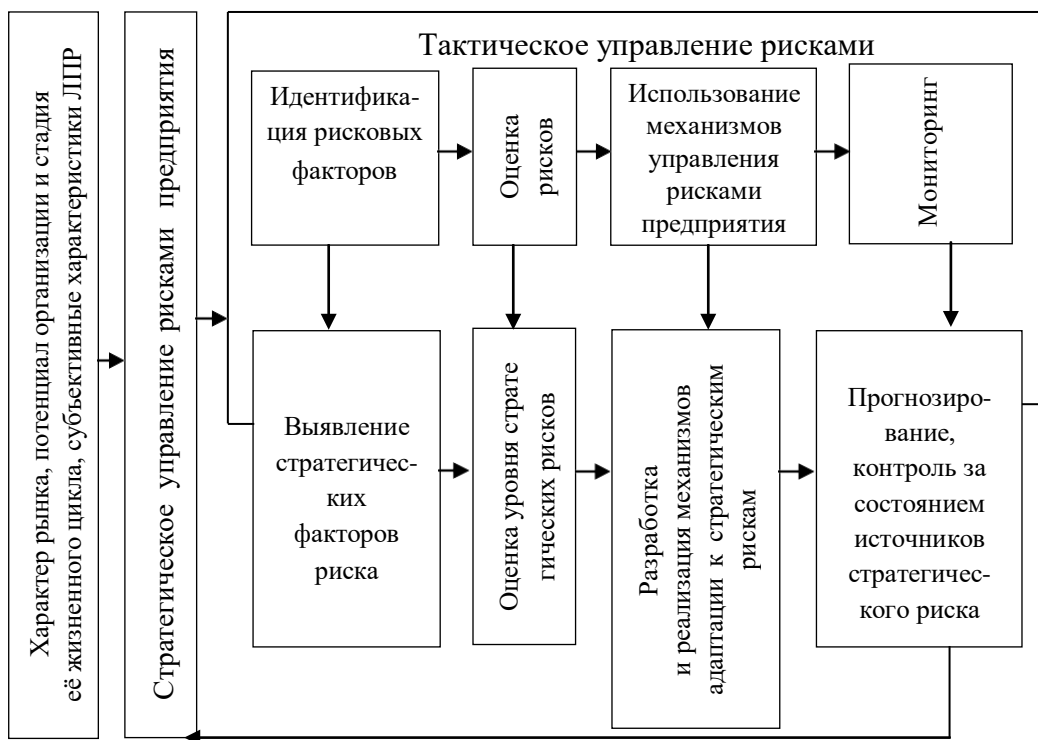 Характер рынка, потенциал организации и стадия
её жизненного цикла, субъективные характеристики ЛПР
Стратегическое управление рисками предприятия
Тактическое управление рисками
Идентифика-
ция рисковых
факторов
Оценка
рисков
Использование
механизмов
управления
рисками
предприятия
Мониторинг
Выявление
стратегичес-
ких
факторов
риска
Оценка уровня страте
гических рисков
Разработка
и реализация механизмов
адаптации к стратегическим
рискам
Прогнозиро-
вание,
контроль за
состоянием
источников
стратегичес-
кого риска